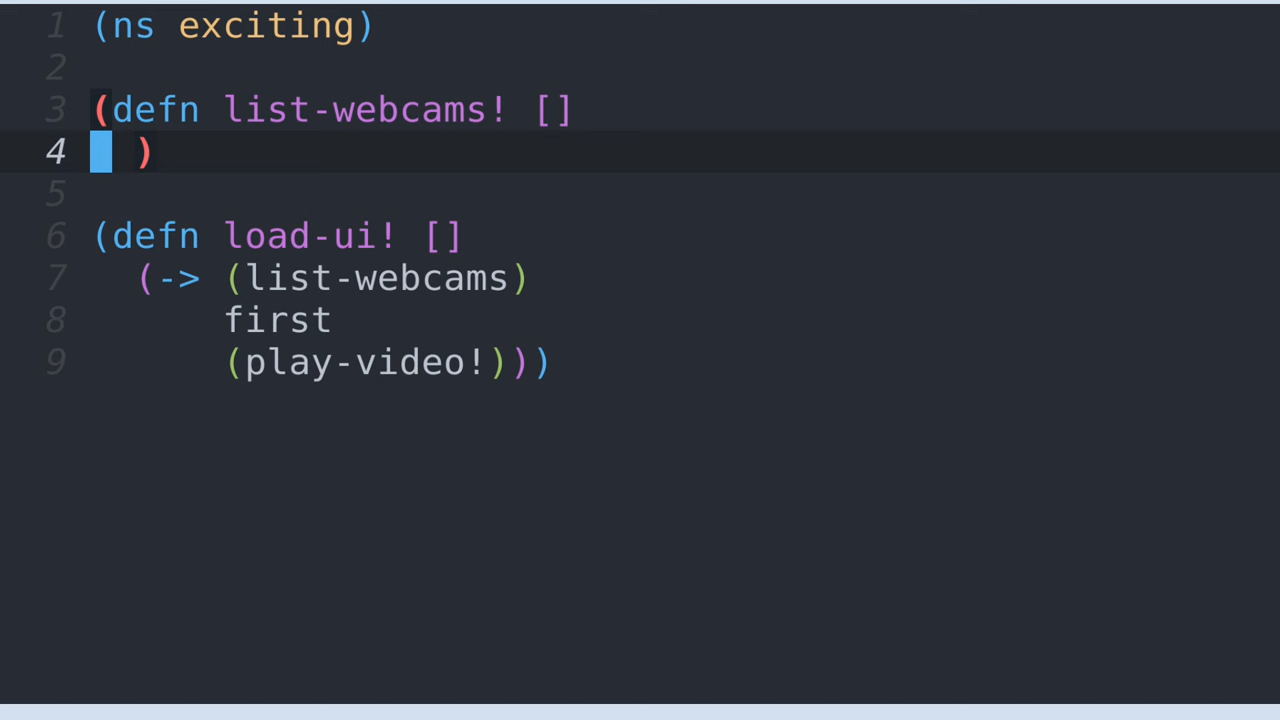 1 (ns exciting)
2
3 (defn list-webcams! []
4   )
5
6 (defn load-ui! []
7   (-> (list-webcams)
8       first
9       (play-video!)))